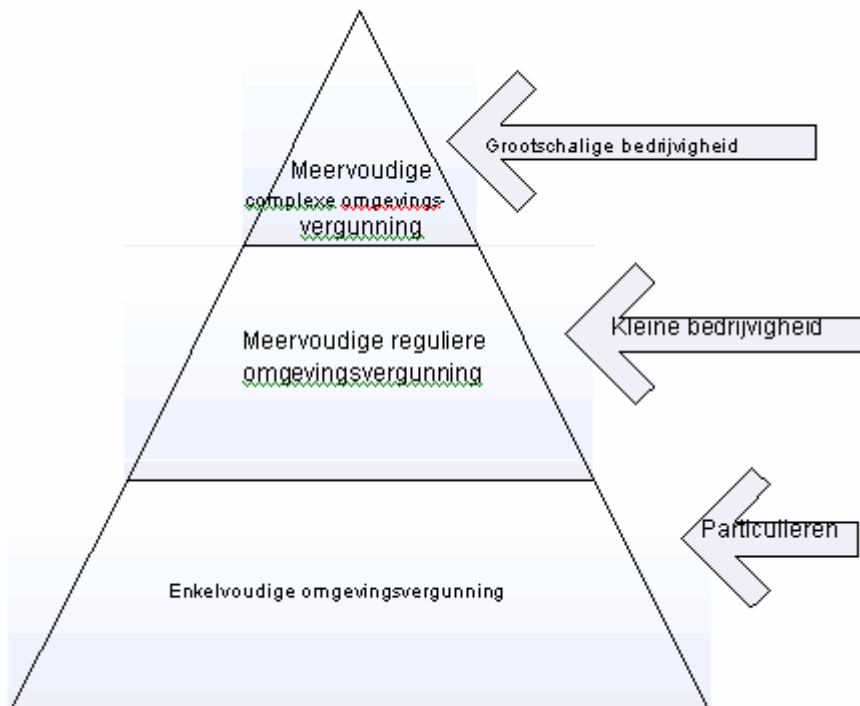 Meervoudige
complexe omgevings-
vergunning
Grootschalige bedrijvigheid
Meervoudige reguliere
omgevingsvergunning
Kleine bedrijvigheid
Enkelvoudige omgevingsvergunning
Particulieren